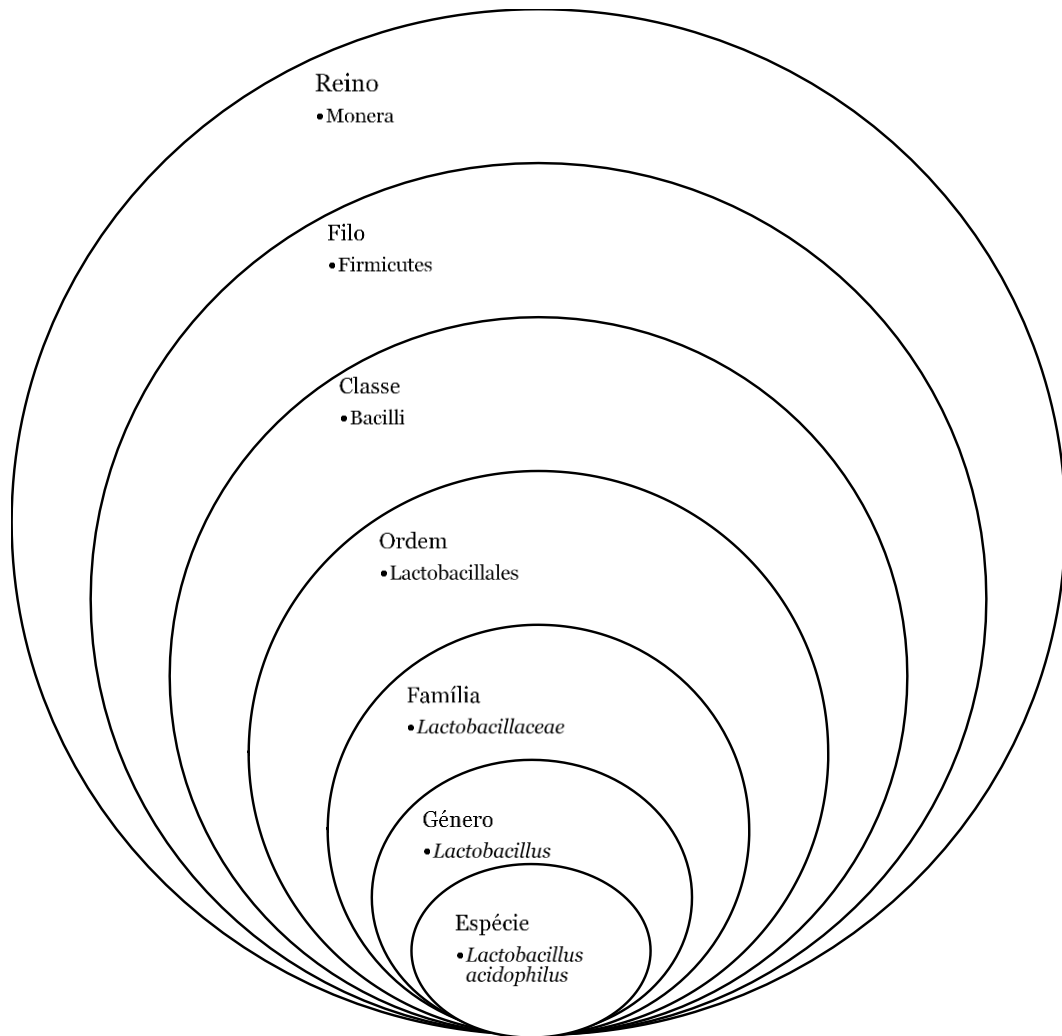 Reino
•Monera
Filo
•Firmicutes
Classe
•Bacilli
Ordem
•Lactobacillales
Família
•Lactobacillaceae
Género
•Lactobacillus
Espécie
•Lactobacillus
acidophilus